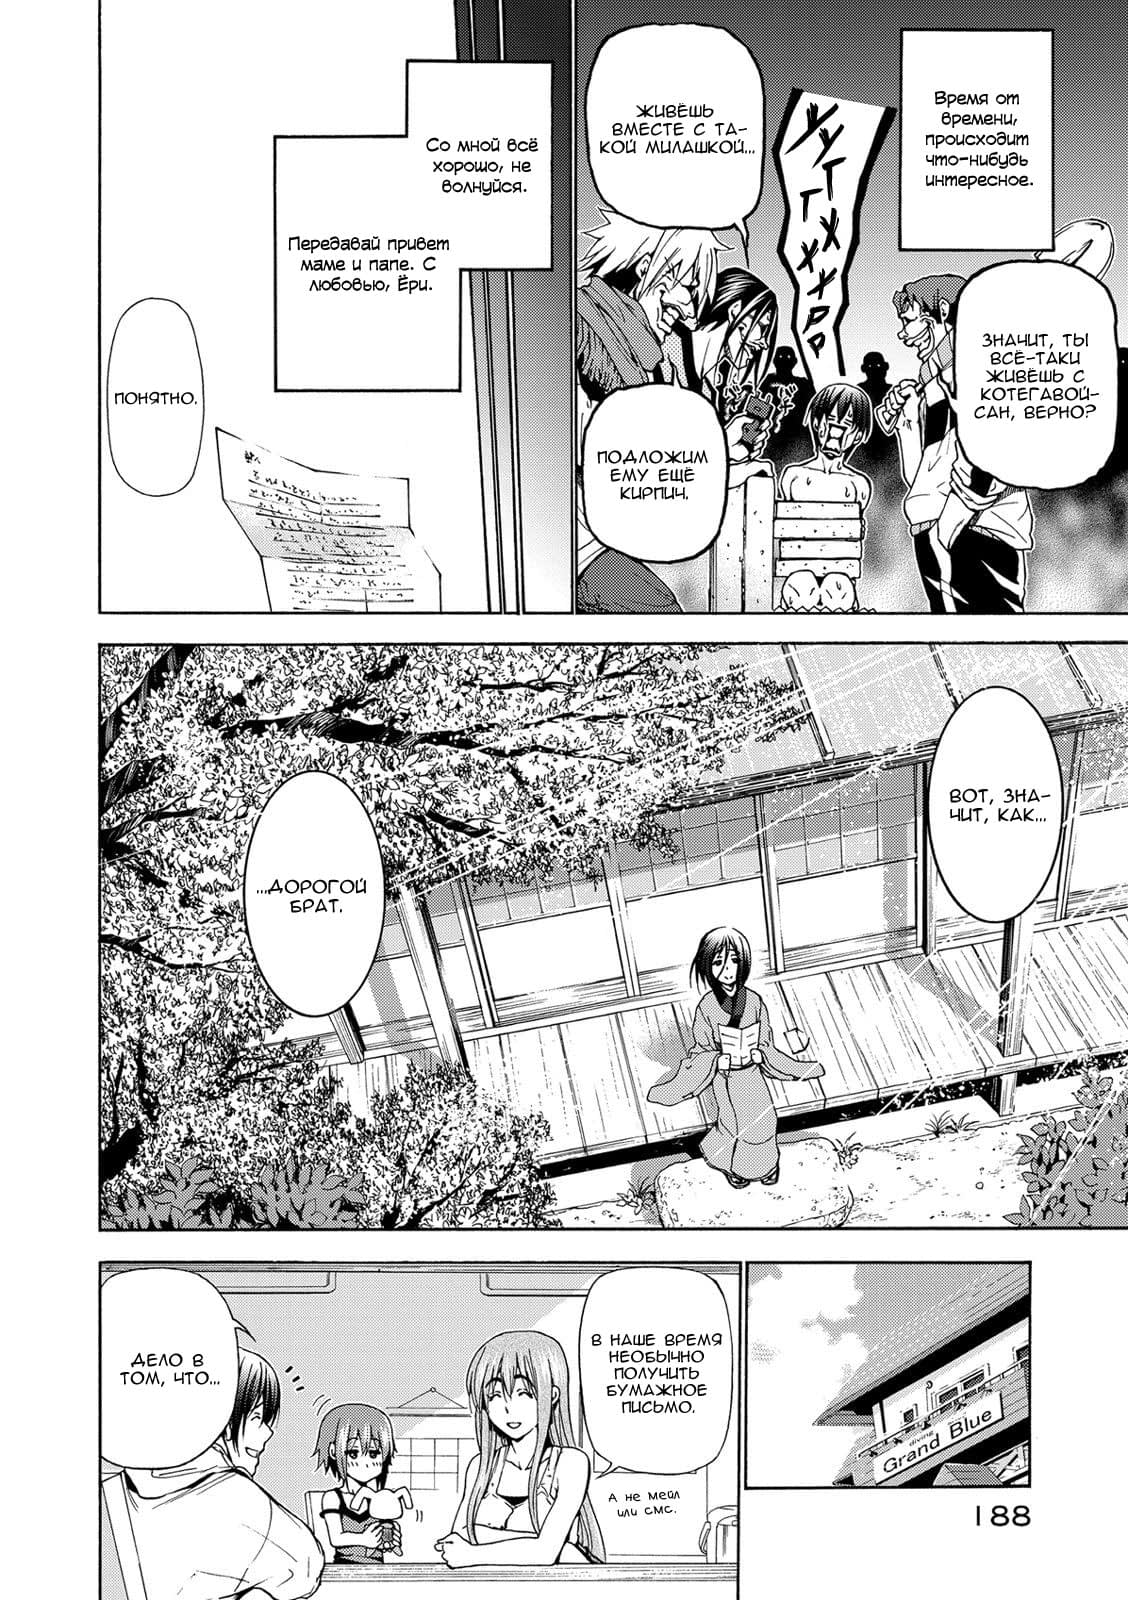 Время от
времени,
происходит
что-нибудь
интересное.
ЖИВЁШЬ
ВМЕСТЕ С ТА-
КОЙ МИЛАШКОЙ...
ЗНАЧИТ, ТЫ
ВСЁ-ТАКИ
ЖИВЁШЬ С
КОТЕГАВОЙ-
САН, ВЕРНО?
ПОДЛОЖИМ
ЕМУ ЕЩЁ
КИРПИЧ.
Со мной всё
хорошо, не
волнуйся.
Передавай привет
маме и папе. С
любовью, Ёри.
ПОНЯТНО.
ВОТ, ЗНА-
ЧИТ, КАК...
...ДОРОГОЙ
БРАТ.
diving
Grand Blue
В НАШЕ ВРЕМЯ
НЕОБЫЧНО
ПОЛУЧИТЬ
БУМАЖНОЕ
ПИСЬМО.
А не мейл
или смс.
ДЕЛО В
ТОМ, ЧТО...
188